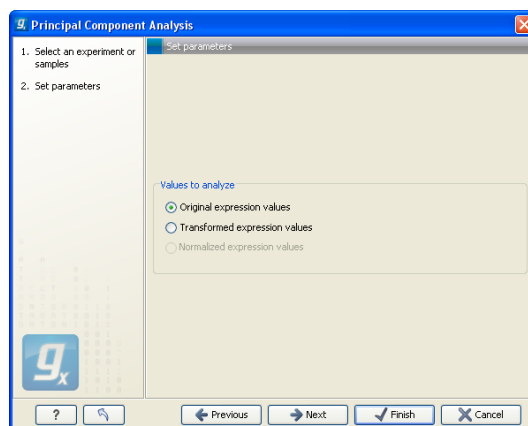 Principal Component Analysis
1. Select an experiment or
samples
2. Set parameters
Set parameters
Values to analyze
Original expression values
Transformed expression values
Normalized expression values
gx
?
Previous
Next
Finish
Cancel